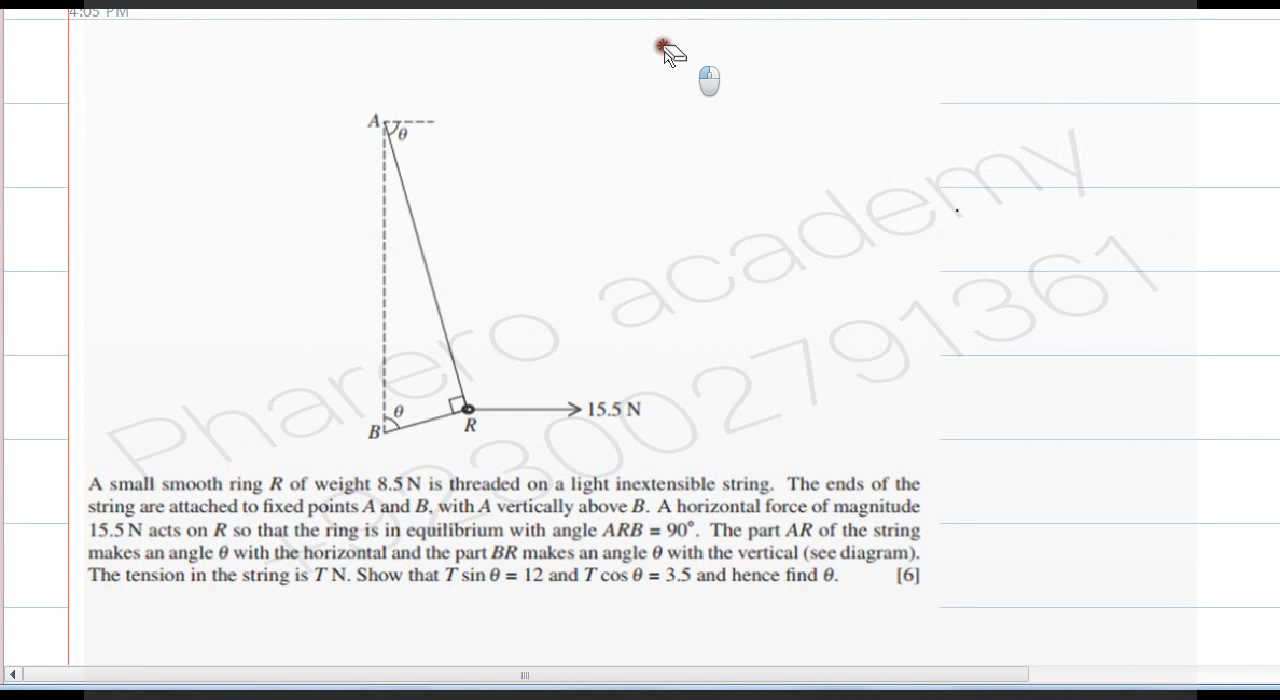 4:05 PM
A
θ
θ
B
R
15.5 N
Pharero academy
+923002791361
A small smooth ring R of weight 8.5 N is threaded on a light inextensible string. The ends of the
string are attached to fixed points A and B, with A vertically above B. A horizontal force of magnitude
15.5 N acts on R so that the ring is in equilibrium with angle ARB = 90°. The part AR of the string
makes an angle θ with the horizontal and the part BR makes an angle θ with the vertical (see diagram).
The tension in the string is T N. Show that T sin θ = 12 and T cos θ = 3.5 and hence find θ. [6]